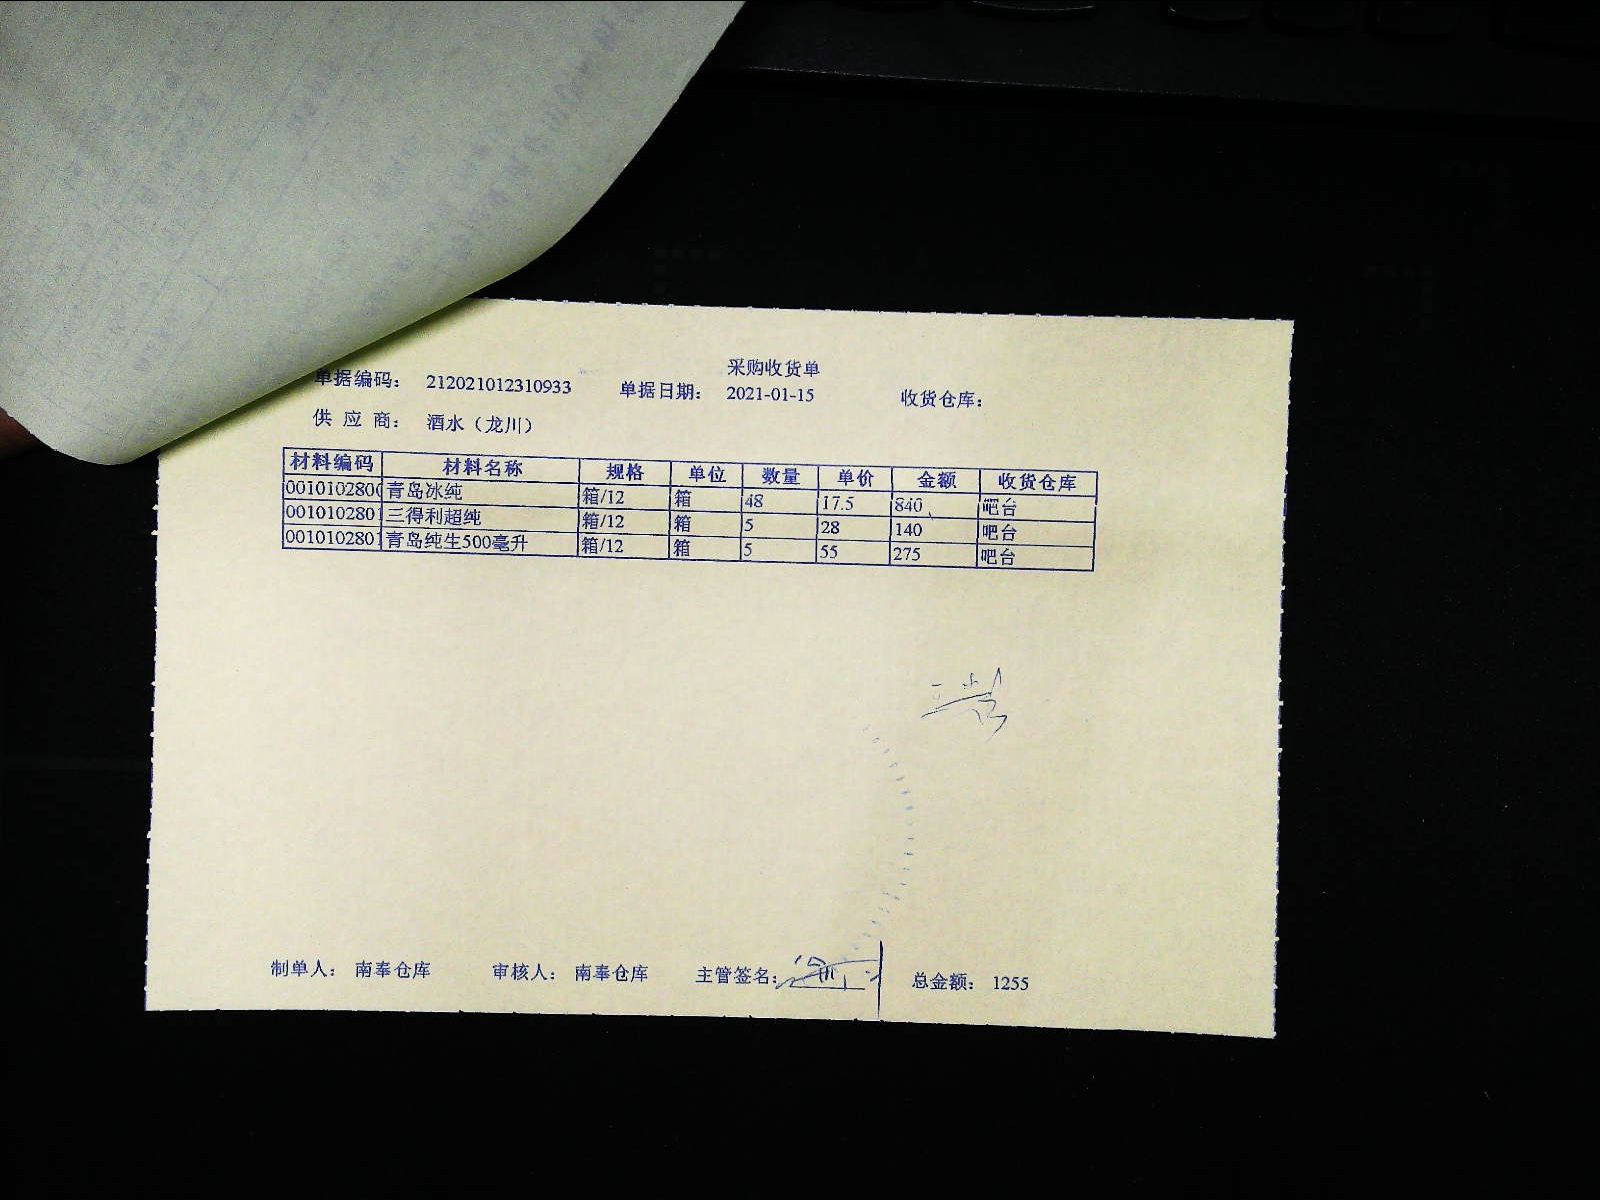 采购收货单
单据编码: 212021012310933 单据日期: 2021-01-15 收货仓库:
供应商: 酒水（龙川）
材料编码 材料名称 规格 单位 数量 单价 金额 收货仓库
001010280 青岛冰纯 箱/12 箱 48 17.5 840 吧台
0010102801 三得利超纯 箱/12 箱 5 28 140 吧台
0010102801 青岛纯生500毫升 箱/12 箱 5 55 275 吧台
制单人: 南奉仓库 审核人: 南奉仓库 主管签名: 总金额: 1255